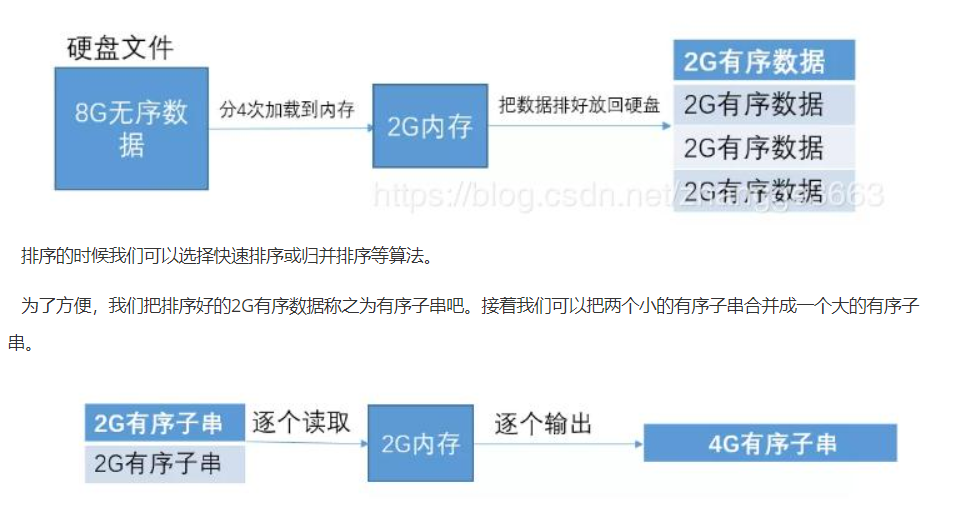 硬盘文件
8G无序数
据
分4次加载到内存
2G内存
把数据排好放回硬盘
2G有序数据
2G有序数据
2G有序数据
2G有序数据
排序的时候我们可以选择快速排序或归并排序等算法。
为了方便，我们把排序好的2G有序数据称之为有序子串吧。接着我们可以把两个小的有序子串合并成一个大的有序子
串。
2G有序子串
2G有序子串
逐个读取
2G内存
逐个输出
4G有序子串